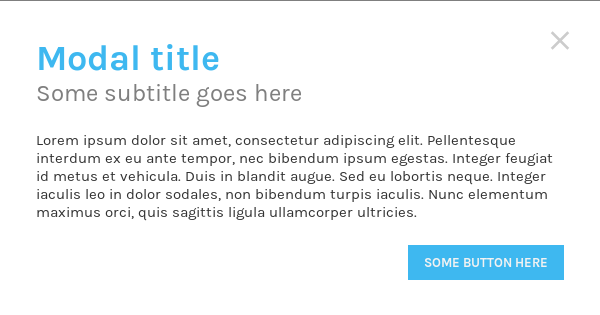 Modal title
Some subtitle goes here
Lorem ipsum dolor sit amet, consectetur adipiscing elit. Pellentesque
interdum ex eu ante tempor, nec bibendum ipsum egestas. Integer feugiat
id metus et vehicula. Duis in blandit augue. Sed eu lobortis neque. Integer
iaculis leo in dolor sodales, non bibendum turpis iaculis. Nunc elementum
maximus orci, quis sagittis ligula ullamcorper ultricies.
SOME BUTTON HERE